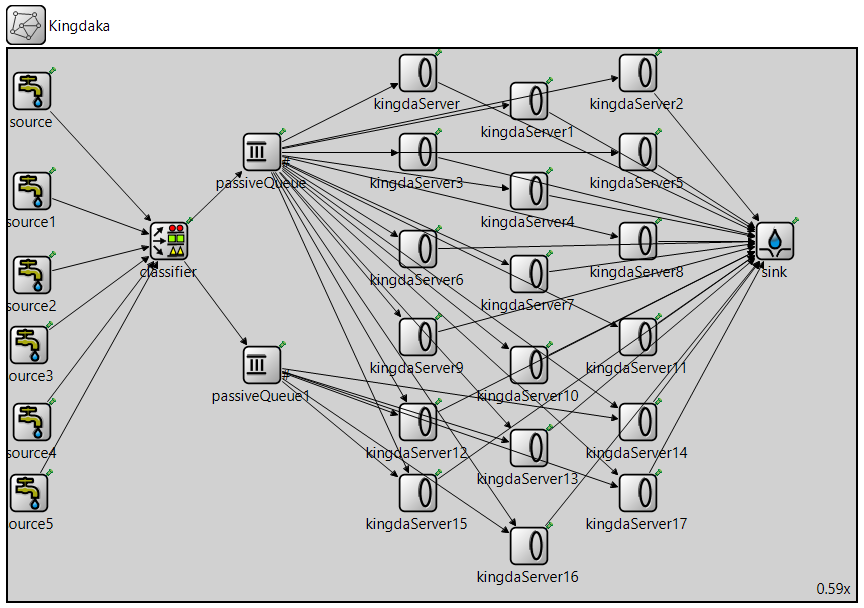 Kingdaka
source
source1
source2
ource3
source4
ource5
classifier
passiveQueue
#
passiveQueue1
#
kingdaServer
kingdaServer1
kingdaServer2
kingdaServer3
kingdaServer4
kingdaServer5
kingdaServer6
kingdaServer7
kingdaServer8
kingdaServer9
kingdaServer10
kingdaServer11
kingdaServer12
kingdaServer13
kingdaServer14
kingdaServer15
kingdaServer16
kingdaServer17
sink
0.59x